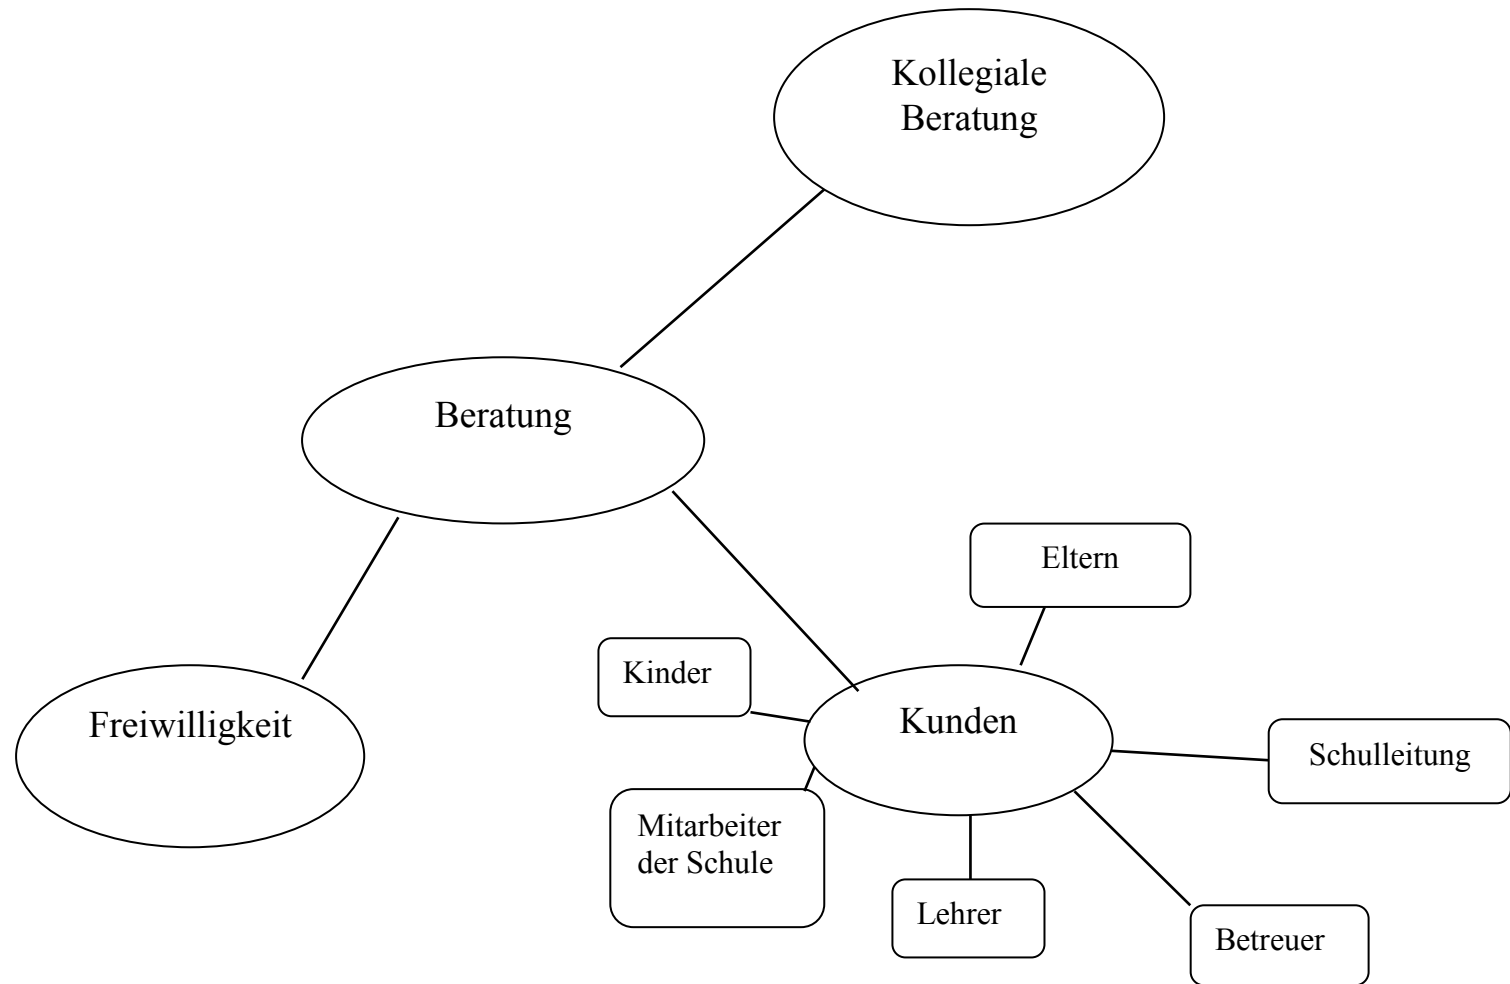 Kollegiale
Beratung
Beratung
Eltern
Kinder
Freiwilligkeit
Kunden
Schulleitung
Mitarbeiter
der Schule
Lehrer
Betreuer